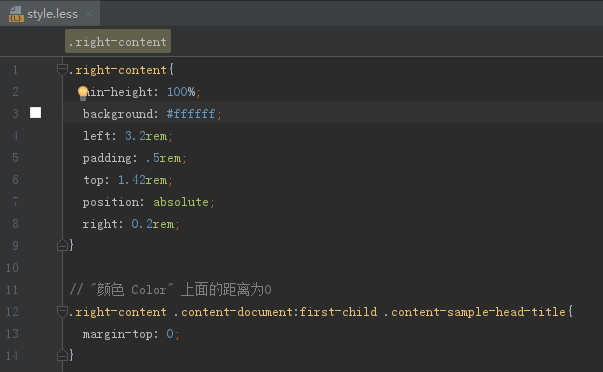 style.less
.right-content
1 .right-content{
2 min-height: 100%;
3 background: #ffffff;
4 left: 3.2rem;
5 padding: .5rem;
6 top: 1.42rem;
7 position: absolute;
8 right: 0.2rem;
9 }
10
11 // "颜色 Color" 上面的距离为0
12 .right-content .content-document:first-child .content-sample-head-title{
13 margin-top: 0;
14 }